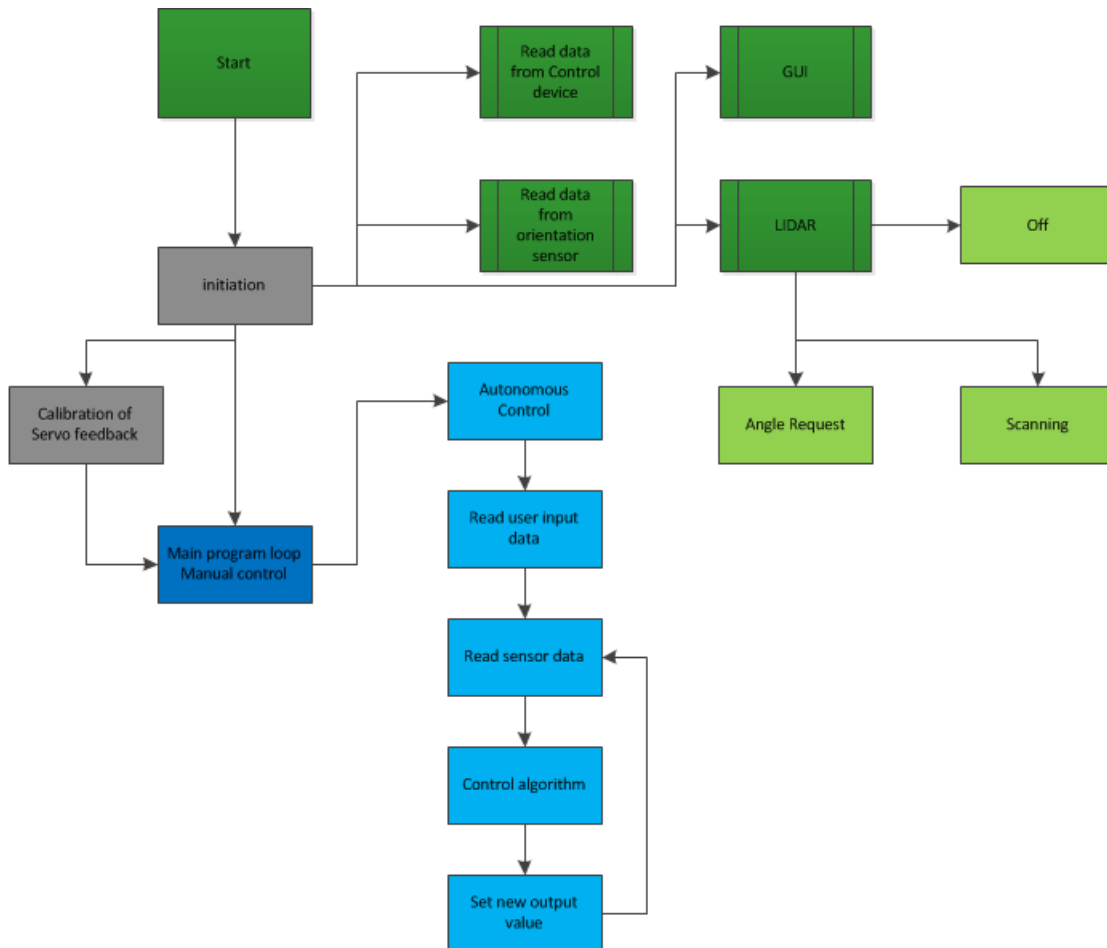 Start
Read data
from Control
device
GUI
Read data
from
orientation
sensor
LIDAR
Off
initiation
Calibration of
Servo feedback
Autonomous
Control
Angle Request
Scanning
Read user input
data
Main program loop
Manual control
Read sensor data
Control algorithm
Set new output
value